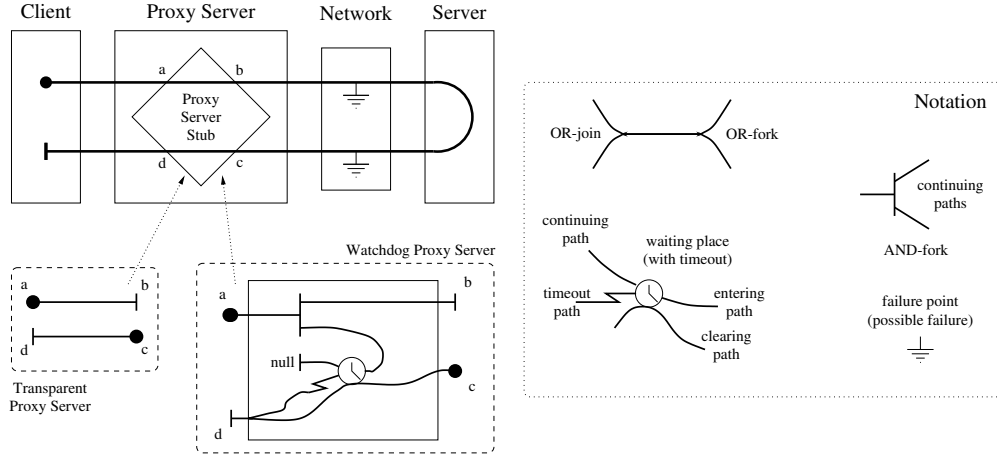 Client
Proxy Server
Network
Server
a
b
Proxy
Server
Stub
d
c
Notation
OR-join
OR-fork
continuing
paths
AND-fork
continuing
path
waiting place
(with timeout)
timeout
path
entering
path
clearing
path
failure point
(possible failure)
Watchdog Proxy Server
a
b
d
c
Transparent
Proxy Server
a
b
null
c
d